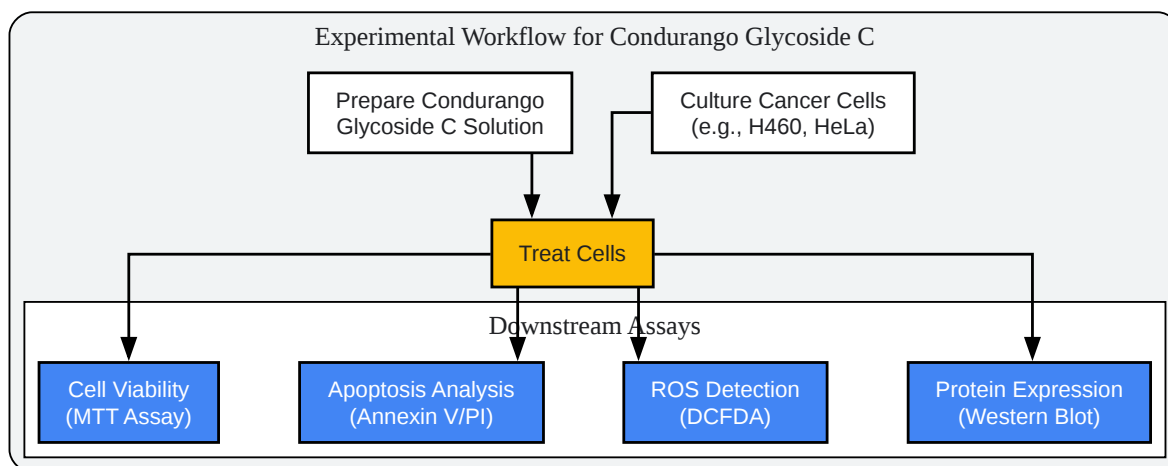 Experimental Workflow for Condurango Glycoside C
Prepare Condurango
Glycoside C Solution
Culture Cancer Cells
(e.g., H460, HeLa)
Treat Cells
Downstream Assays
Cell Viability
(MTT Assay)
Apoptosis Analysis
(Annexin V/PI)
ROS Detection
(DCFDA)
Protein Expression
(Western Blot)